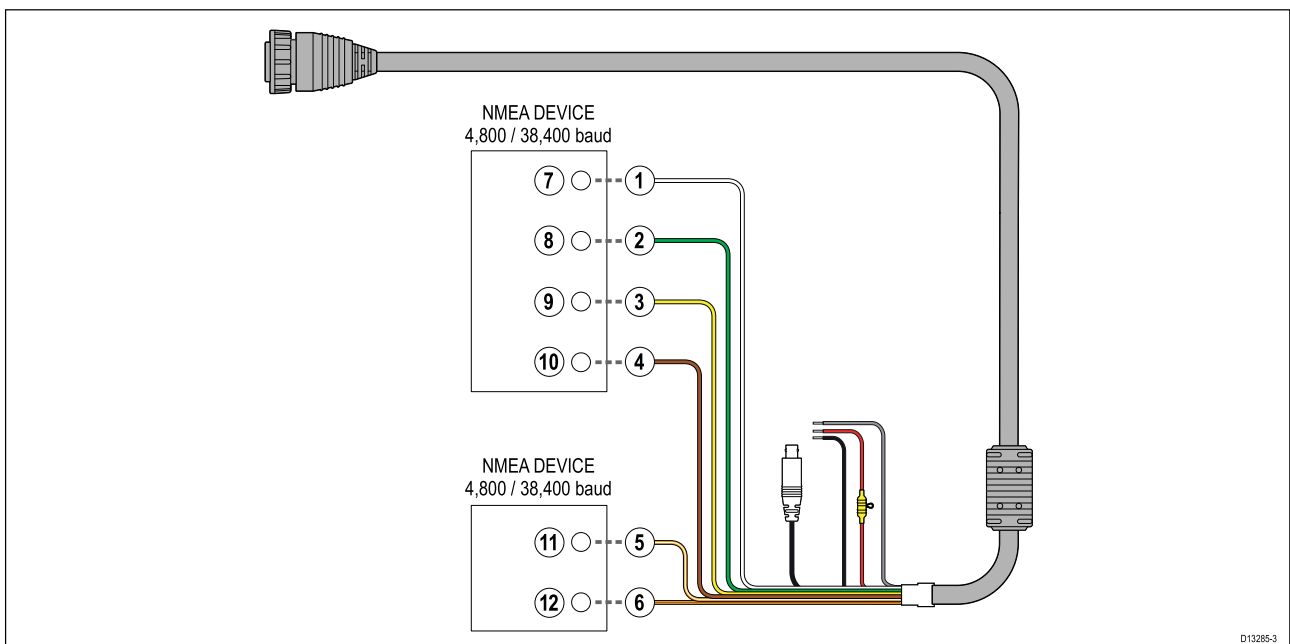 NMEA DEVICE
4,800 / 38,400 baud
7 1
8 2
9 3
10 4
NMEA DEVICE
4,800 / 38,400 baud
11 5
12 6
D13285-3